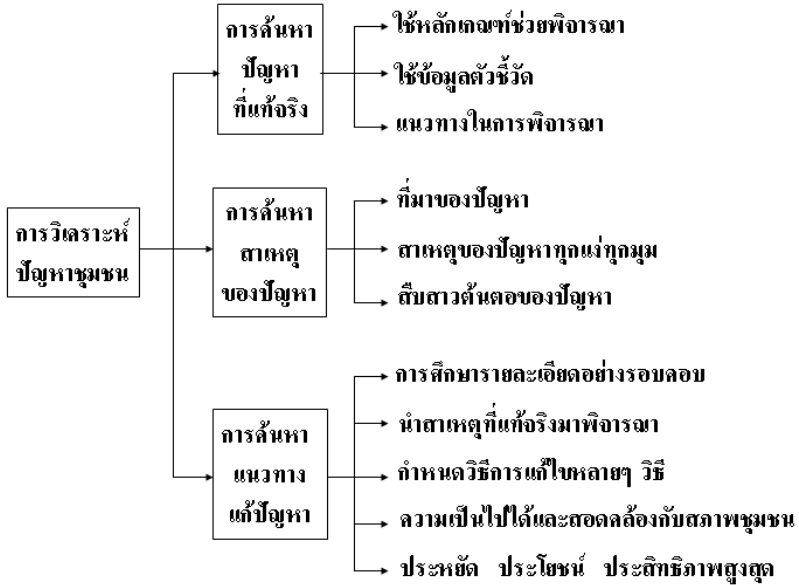 การวิเคราะห์
ปัญหาชุมชน
การค้นหา
ปัญหา
ที่แท้จริง
ใช้หลักเกณฑ์ช่วยพิจารณา
ใช้ข้อมูลตัวชี้วัด
แนวทางในการพิจารณา
การค้นหา
สาเหตุ
ของปัญหา
ที่มาของปัญหา
สาเหตุของปัญหาทุกแง่ทุกมุม
สืบสาวต้นตอของปัญหา
การค้นหา
แนวทาง
แก้ปัญหา
การศึกษารายละเอียดอย่างรอบคอบ
นำสาเหตุที่แท้จริงมาพิจารณา
กำหนดวิธีการแก้ไขหลายๆ วิธี
ความเป็นไปได้และสอดคล้องกับสภาพชุมชน
ประหยัด ประโยชน์ ประสิทธิภาพสูงสุด